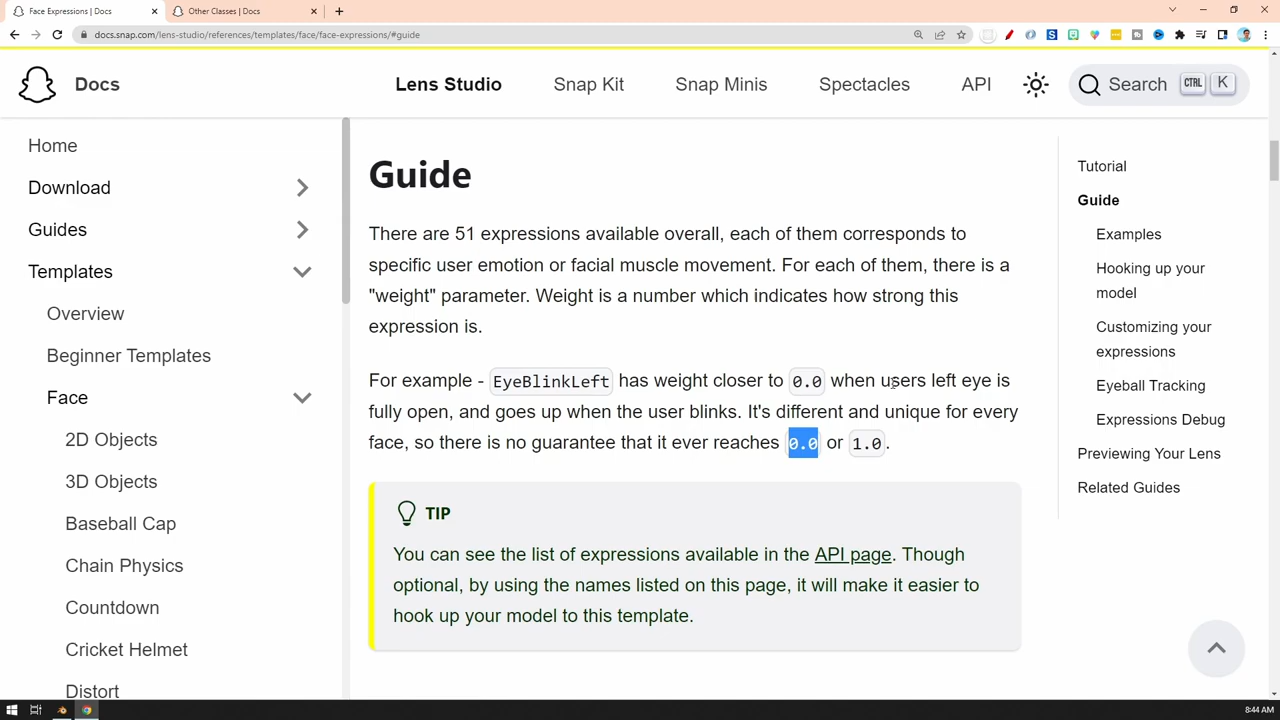 Face Expressions | Docs
Other Classes | Docs
docs.snap.com/lens-studio/references/templates/face/face-expressions/#guide
Docs
Lens Studio
Snap Kit
Snap Minis
Spectacles
API
Search
CTRL
K
Home
Download
Guides
Templates
Overview
Beginner Templates
Face
2D Objects
3D Objects
Baseball Cap
Chain Physics
Countdown
Cricket Helmet
Distort
Guide
There are 51 expressions available overall, each of them corresponds to
specific user emotion or facial muscle movement. For each of them, there is a
"weight" parameter. Weight is a number which indicates how strong this
expression is.
For example - EyeBlinkLeft has weight closer to 0.0 when users left eye is
fully open, and goes up when the user blinks. It's different and unique for every
face, so there is no guarantee that it ever reaches 0.0 or 1.0.
TIP
You can see the list of expressions available in the API page. Though
optional, by using the names listed on this page, it will make it easier to
hook up your model to this template.
Tutorial
Guide
Examples
Hooking up your
model
Customizing your
expressions
Eyeball Tracking
Expressions Debug
Previewing Your Lens
Related Guides
8:44 AM